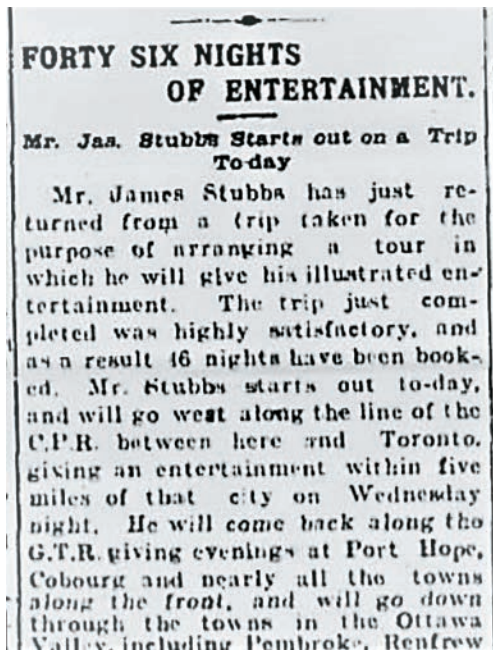 FORTY SIX NIGHTS
OF ENTERTAINMENT.
Mr. Jas. Stubbs Starts out on a Trip
To-day
Mr. James Stubbs has just re-
turned from a trip taken for the
purpose of arranging a tour in
which he will give his illustrated en-
tertainment. The trip just com-
pleted was highly satisfactory, and
as a result 46 nights have been book-
ed. Mr. Stubbs starts out to-day,
and will go west along the line of the
C.P.R. between here and Toronto,
giving an entertainment within five
miles of that city on Wednesday
night. He will come back along the
G.T.R. giving evenings at Port Hope,
Cobourg and nearly all the towns
along the front, and will go down
through the towns in the Ottawa
Valley, including Pembroke, Renfrew